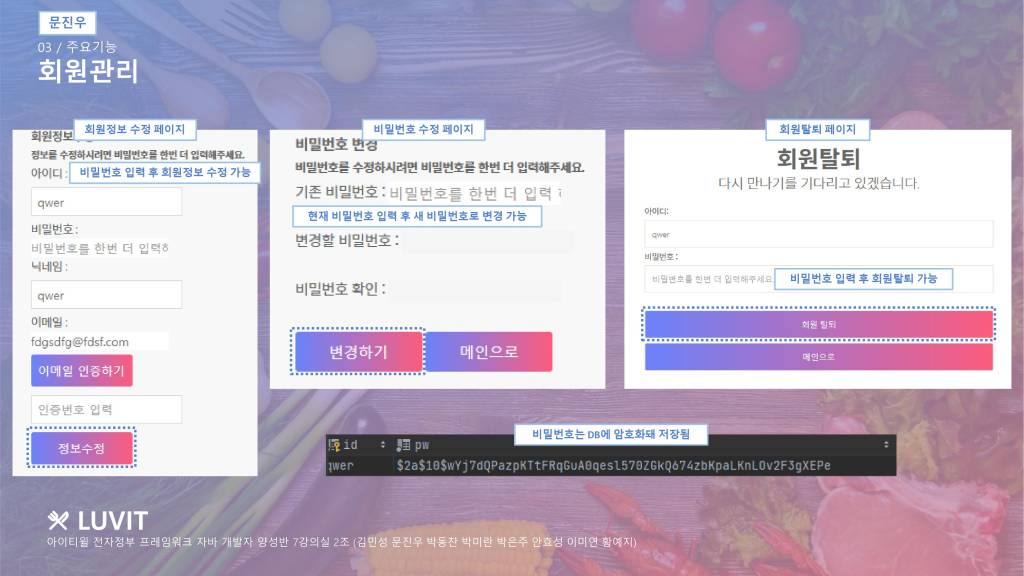 문진우
03 / 주요기능
회원관리
회원정보 수정 페이지
회원정보
정보를 수정하시려면 비밀번호를 한번 더 입력해주세요.
아이디 :
비밀번호 입력 후 회원정보 수정 가능
qwer
비밀번호 :
비밀번호를 한번 더 입력하
닉네임 :
qwer
이메일 :
fdgsdfg@fdsf.com
이메일 인증하기
인증번호 입력
정보수정
비밀번호 수정 페이지
비밀번호 변경
비밀번호를 수정하시려면 비밀번호를 한번 더 입력해주세요.
기존 비밀번호 : 비밀번호를 한번 더 입력
현재 비밀번호 입력 후 새 비밀번호로 변경 가능
변경할 비밀번호 :
비밀번호 확인 :
변경하기 메인으로
회원탈퇴 페이지
회원탈퇴
다시 만나기를 기다리고 있겠습니다.
아이디:
qwer
비밀번호 :
비밀번호를 한번 더 입력해주세요.
비밀번호 입력 후 회원탈퇴 가능
회원 탈퇴
메인으로
비밀번호는 DB에 암호화돼 저장됨
id pw
qwer $2a$10$wYj7dQPazpKTtFRqGuA0qesl570ZGkQ674zbKpaLKnLOv2F3gXEPe
LUVIT
아이티윌 전자정부 프레임워크 자바 개발자 양성반 7강의실 2조 (김민성 문진우 박동찬 박미란 박은주 안효성 이미연 황예지)